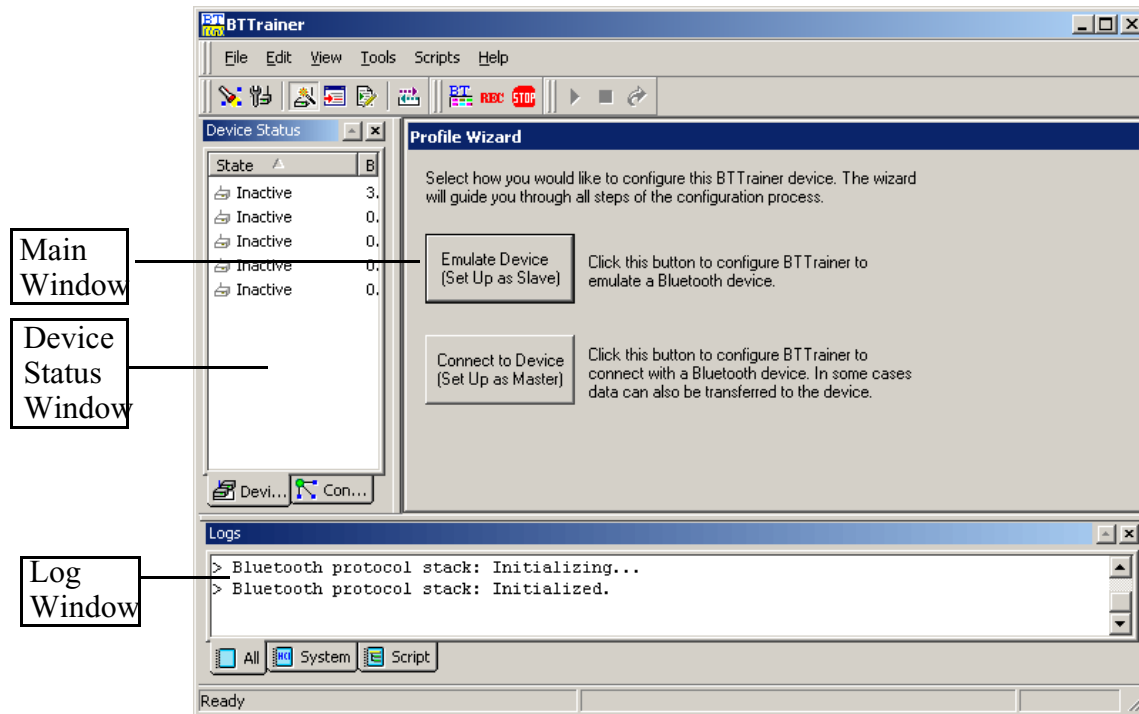 BTTrainer
File Edit View Tools Scripts Help
BT REC STOP
Device Status
State B
Inactive 3.
Inactive 0.
Inactive 0.
Inactive 0.
Inactive 0.
Devi... Con...
Profile Wizard
Select how you would like to configure this BTTrainer device. The wizard
will guide you through all steps of the configuration process.
Emulate Device
(Set Up as Slave)
Click this button to configure BTTrainer to
emulate a Bluetooth device.
Connect to Device
(Set Up as Master)
Click this button to configure BTTrainer to
connect with a Bluetooth device. In some cases
data can also be transferred to the device.
Main
Window
Device
Status
Window
Log
Window
Logs
> Bluetooth protocol stack: Initializing...
> Bluetooth protocol stack: Initialized.
All HCI System Script
Ready